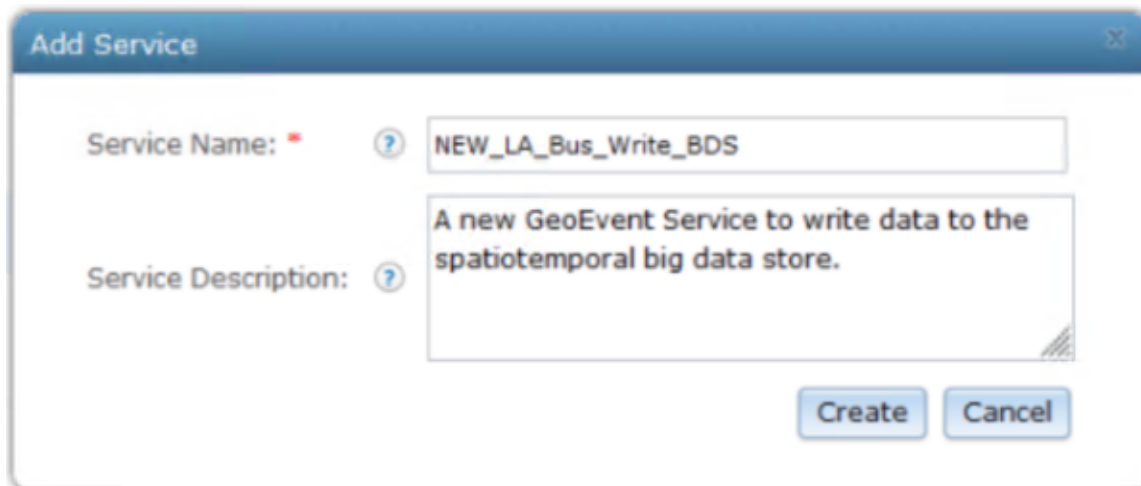 Add Service
Service Name: * ? NEW_LA_Bus_Write_BDS
A new GeoEvent Service to write data to the
spatiotemporal big data store.
Service Description: ?
Create Cancel